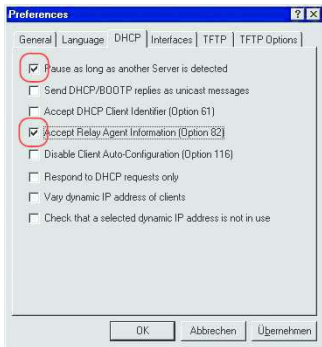 Preferences
General Language DHCP Interfaces TFTP TFTP Options
Pause as long as another Server is detected
Send DHCP/BOOTP replies as unicast messages
Accept DHCP Client Identifier (Option 61)
Accept Relay Agent Information (Option 82)
Disable Client Auto-Configuration (Option 116)
Respond to DHCP requests only
Vary dynamic IP address of clients
Check that a selected dynamic IP address is not in use
OK Abbrechen Übernehmen